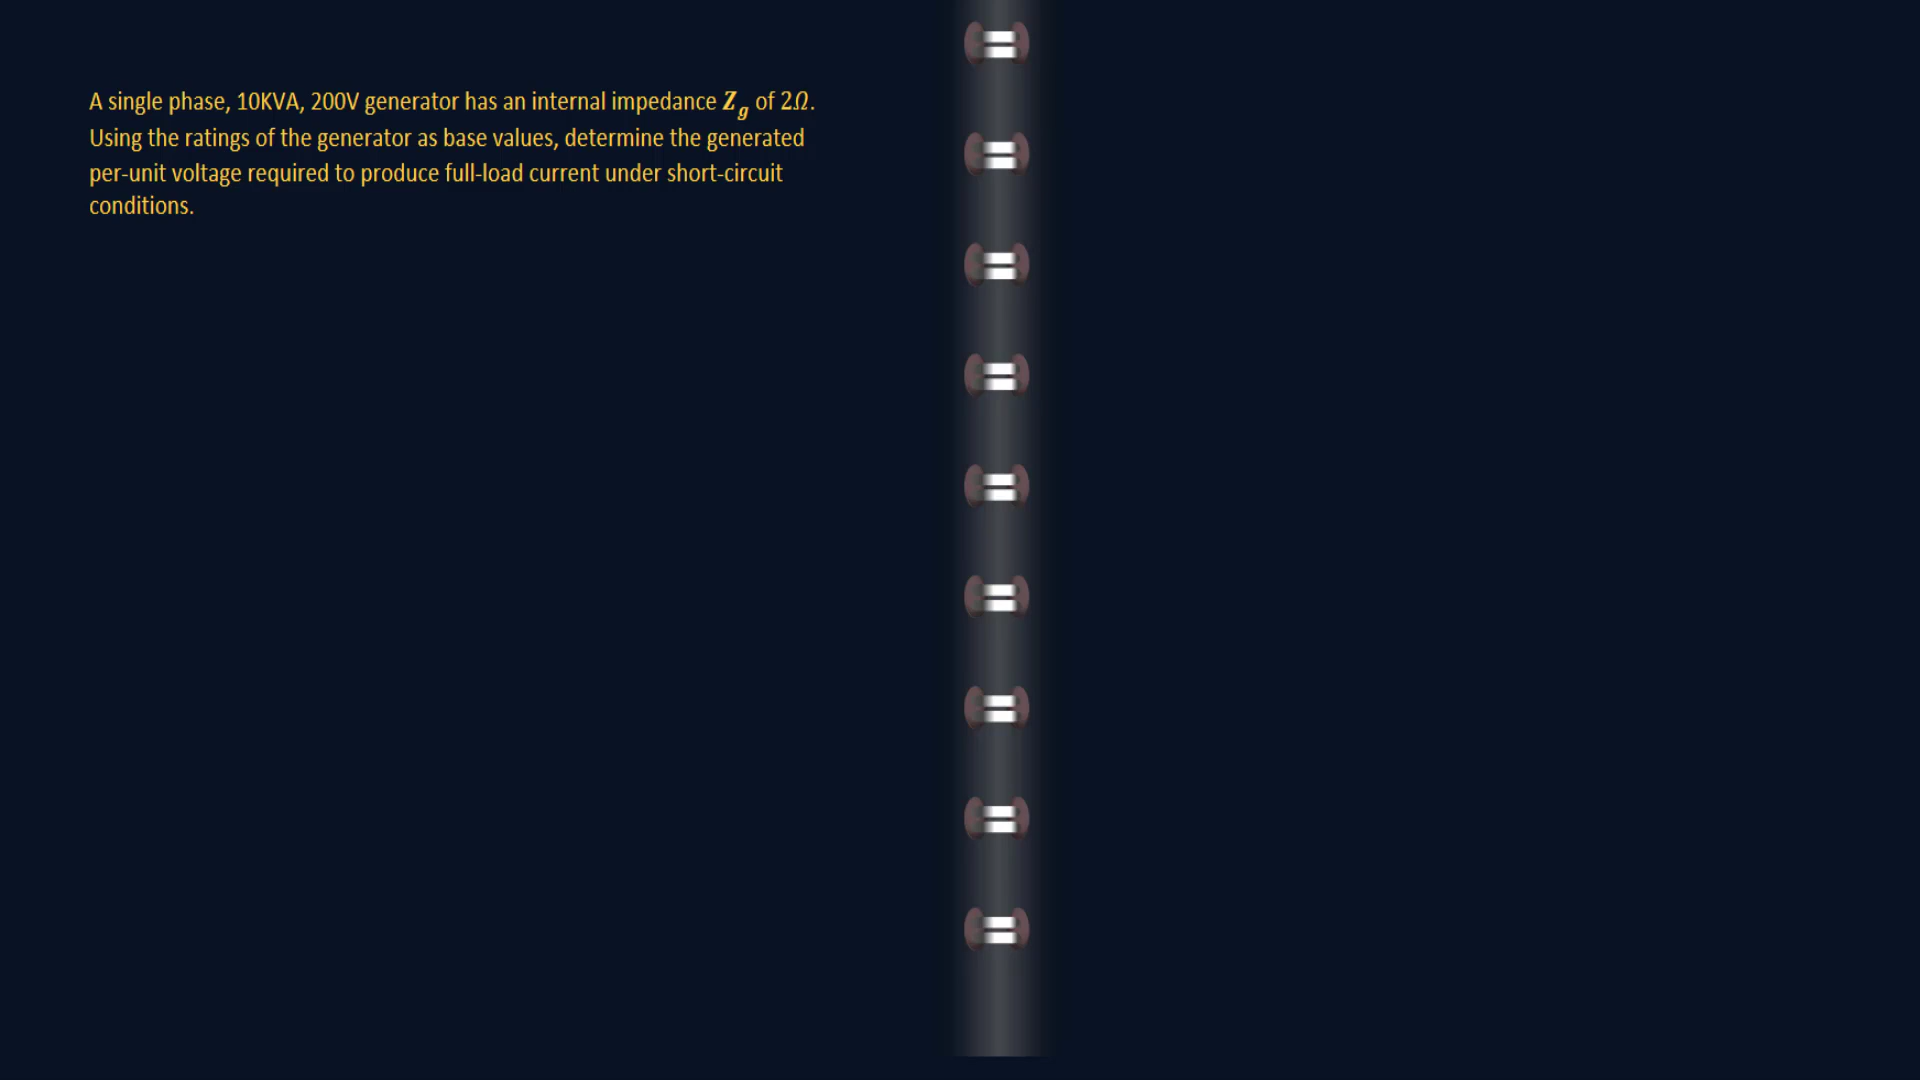 A single phase, 10KVA, 200V generator has an internal impedance Z_g of 2Ω.
Using the ratings of the generator as base values, determine the generated
per-unit voltage required to produce full-load current under short-circuit
conditions.